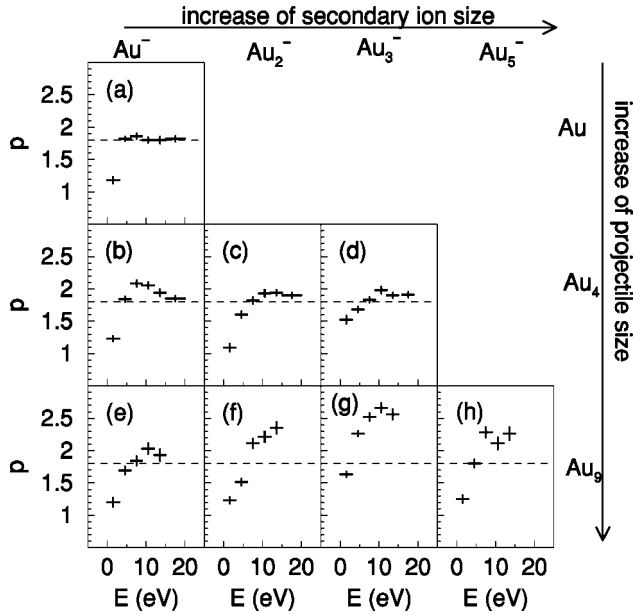 increase of secondary ion size
Au⁻ Au₂⁻ Au₃⁻ Au₅⁻
(a)
2.5
2
1.5
1
p
Au
(b) (c) (d)
2.5
2
1.5
1
p
Au₄
(e) (f) (g) (h)
2.5
2
1.5
1
p
Au₉
increase of projectile size
0 10 20 0 10 20 0 10 20 0 10 20
E (eV) E (eV) E (eV) E (eV)